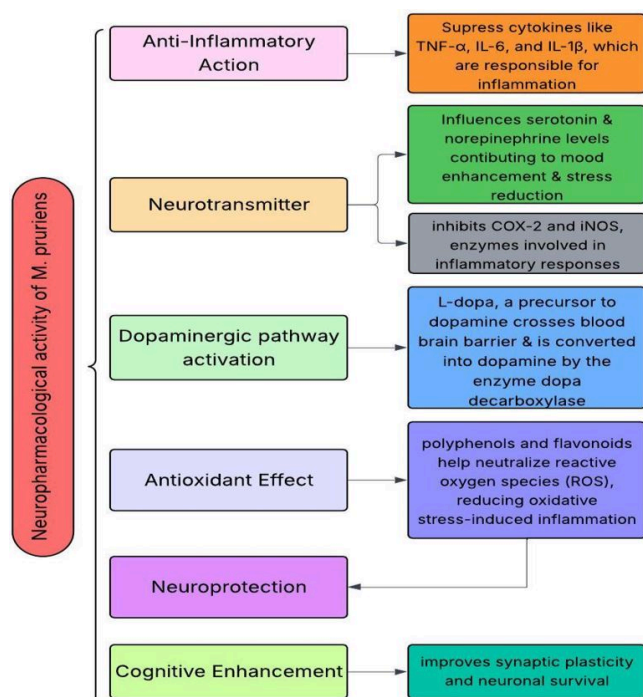 Neuropharmacological activity of M. pruriens
Anti-Inflammatory
Action
Supress cytokines like
TNF-α, IL-6, and IL-1β, which
are responsible for
inflammation
Neurotransmitter
Influences serotonin &
norepinephrine levels
contibuting to mood
enhancement & stress
reduction
inhibits COX-2 and iNOS,
enzymes involved in
inflammatory responses
Dopaminergic pathway
activation
L-dopa, a precursor to
dopamine crosses blood
brain barrier & is converted
into dopamine by the
enzyme dopa
decarboxylase
Antioxidant Effect
polyphenols and flavonoids
help neutralize reactive
oxygen species (ROS),
reducing oxidative
stress-induced inflammation
Neuroprotection
Cognitive Enhancement
improves synaptic plasticity
and neuronal survival